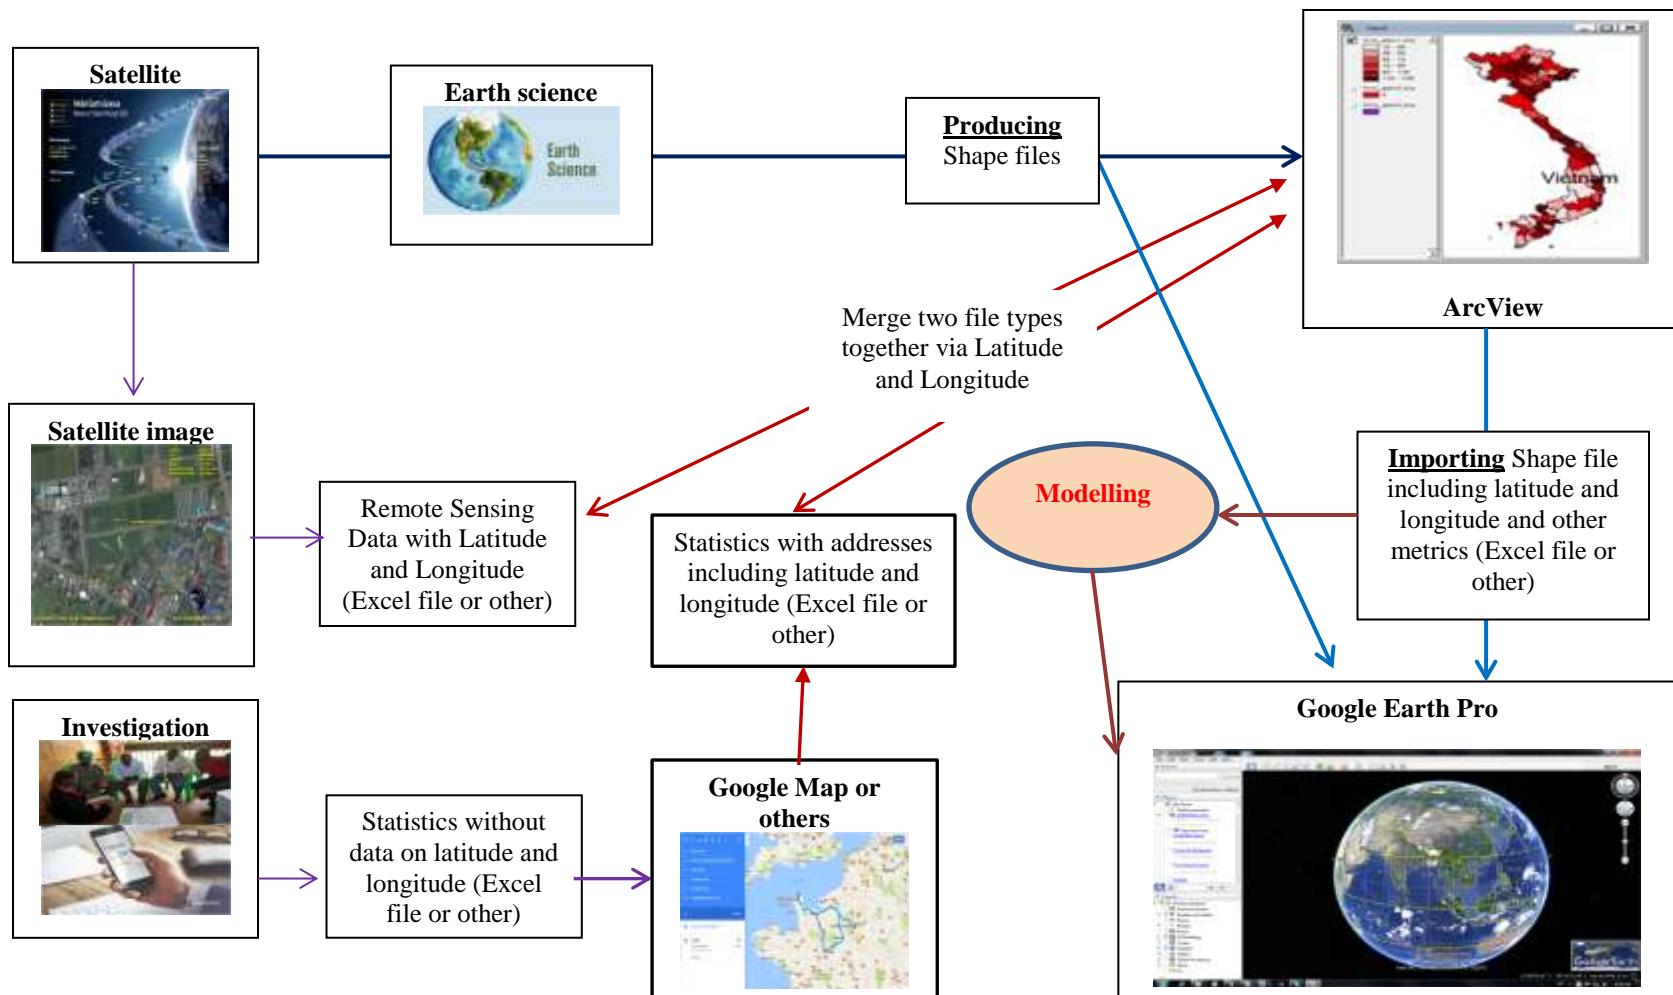 Satellite
Earth science
Earth
Science
Producing
Shape files
Vietnam
ArcView
Merge two file types
together via Latitude
and Longitude
Satellite image
Remote Sensing
Data with Latitude
and Longitude
(Excel file or other)
Statistics with addresses
including latitude and
longitude (Excel file or
other)
Modelling
Importing Shape file
including latitude and
longitude and other
metrics (Excel file or
other)
Investigation
Statistics without
data on latitude and
longitude (Excel
file or other)
Google Map or
others
Google Earth Pro